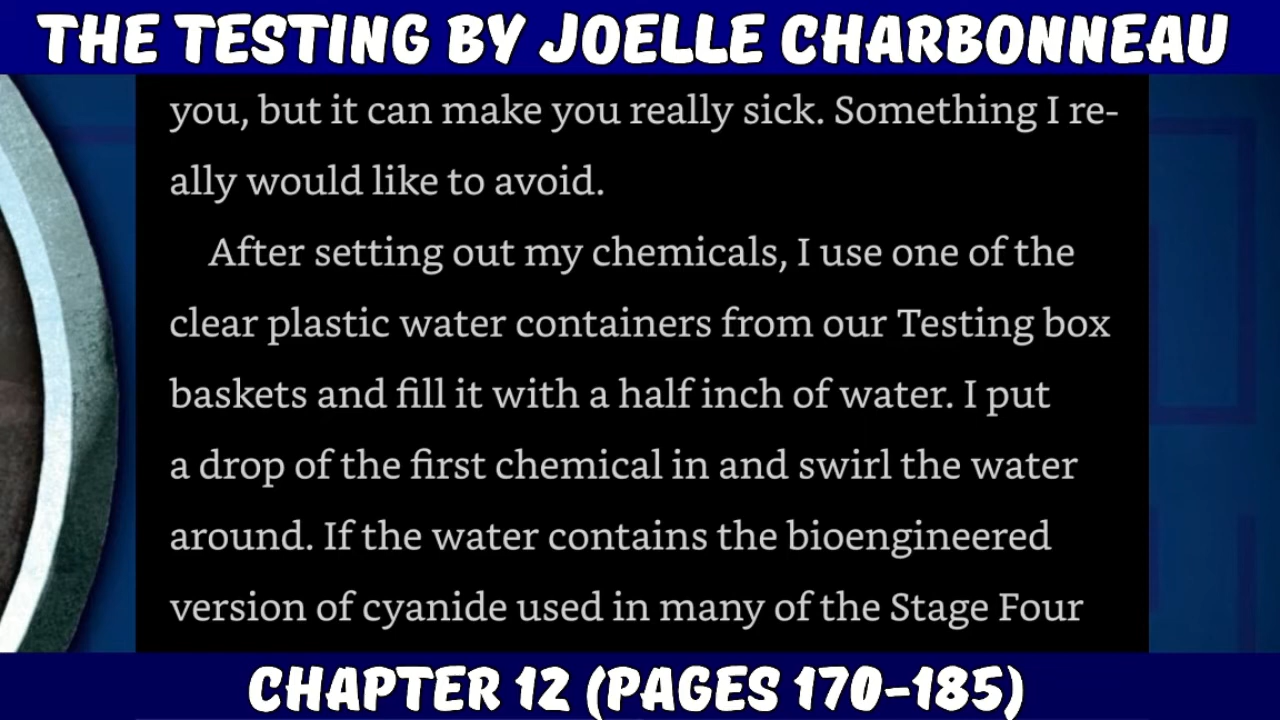 THE TESTING BY JOELLE CHARBONNEAU
you, but it can make you really sick. Something I re-
ally would like to avoid.
After setting out my chemicals, I use one of the
clear plastic water containers from our Testing box
baskets and fill it with a half inch of water. I put
a drop of the first chemical in and swirl the water
around. If the water contains the bioengineered
version of cyanide used in many of the Stage Four
CHAPTER 12 (PAGES 170-185)